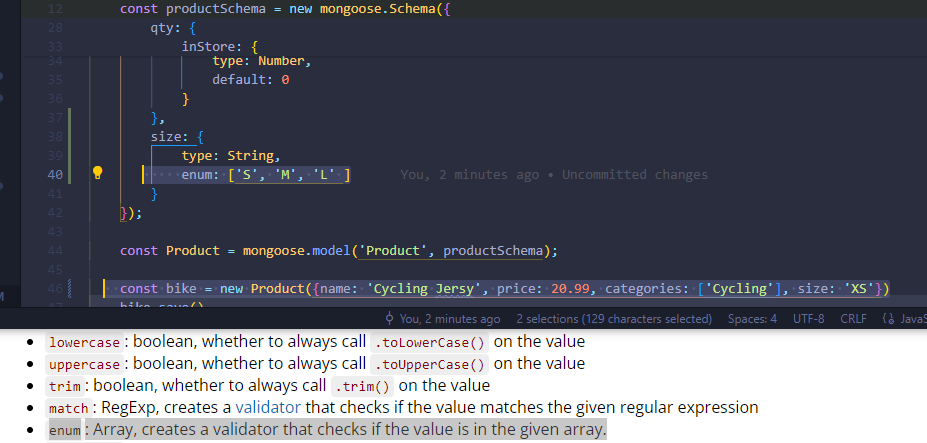 12 const productSchema = new mongoose.Schema({
28 qty: {
33 inStore: {
34 type: Number,
35 default: 0
36 }
37 },
38 size: {
39 type: String,
40 enum: ['S', 'M', 'L' ] You, 2 minutes ago • Uncommitted changes
41 }
42 });
43
44 const Product = mongoose.model('Product', productSchema);
45
46 const bike = new Product({name: 'Cycling Jersy', price: 20.99, categories: ['Cycling'], size: 'XS'})
47 bike.save()
You, 2 minutes ago 2 selections (129 characters selected) Spaces: 4 UTF-8 CRLF {} JavaS
• lowercase: boolean, whether to always call .toLowerCase() on the value
• uppercase: boolean, whether to always call .toUpperCase() on the value
• trim: boolean, whether to always call .trim() on the value
• match: RegExp, creates a validator that checks if the value matches the given regular expression
• enum: Array, creates a validator that checks if the value is in the given array.